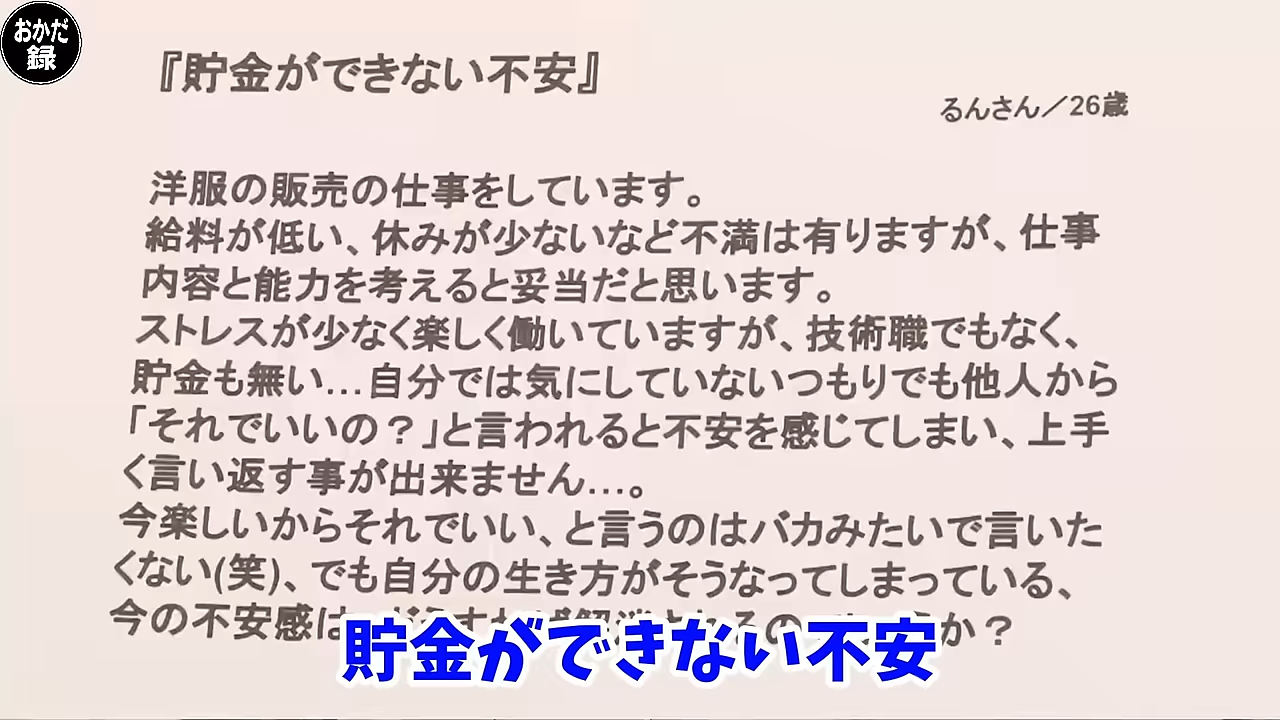 おかだ
録
『貯金ができない不安』
るんさん／26歳
洋服の販売の仕事をしています。
給料が低い、休みが少ないなど不満は有りますが、仕事
内容と能力を考えると妥当だと思います。
ストレスが少なく楽しく働いていますが、技術職でもなく、
貯金も無い…自分では気にしていないつもりでも他人から
「それでいいの？」と言われると不安を感じてしまい、上手
く言い返す事が出来ません…。
今楽しいからそれでいい、と言うのはバカみたいで言いた
くない(笑)、でも自分の生き方がそうなってしまっている、
今の不安感は か？
貯金ができない不安